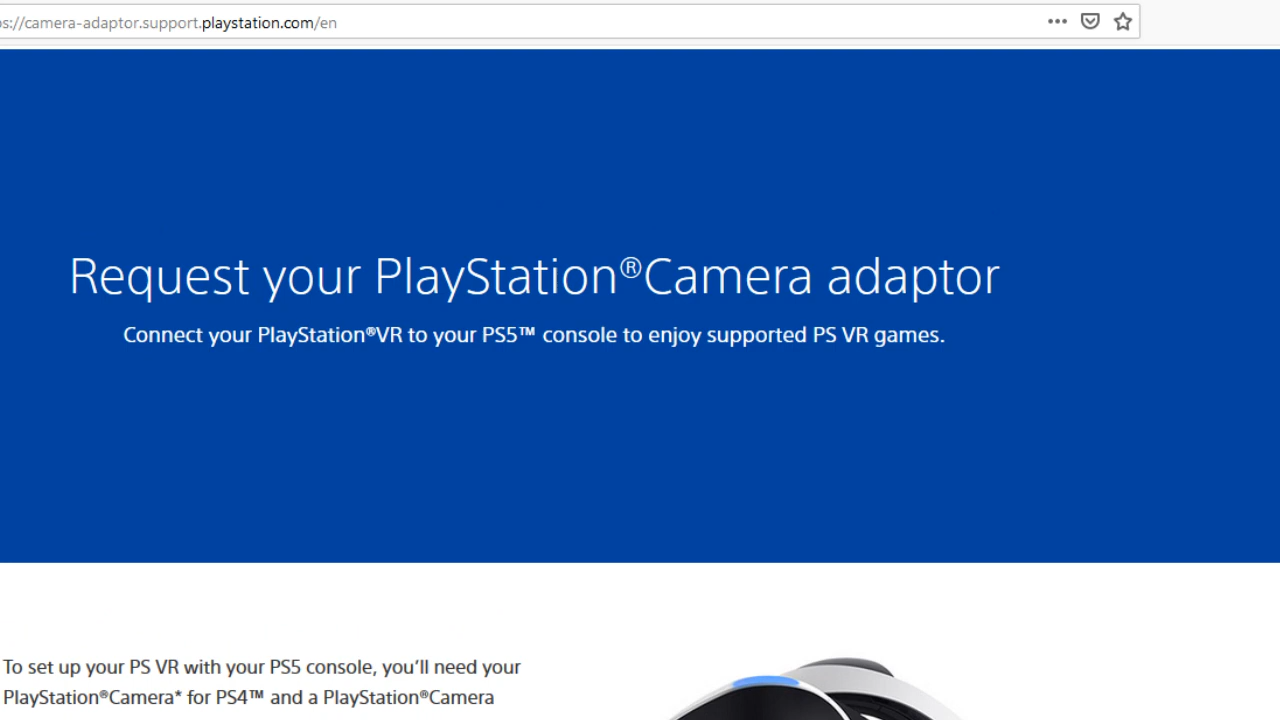 s://camera-adaptor.support.playstation.com/en
Request your PlayStation®Camera adaptor
Connect your PlayStation®VR to your PS5™ console to enjoy supported PS VR games.
To set up your PS VR with your PS5 console, you’ll need your
PlayStation®Camera* for PS4™ and a PlayStation®Camera